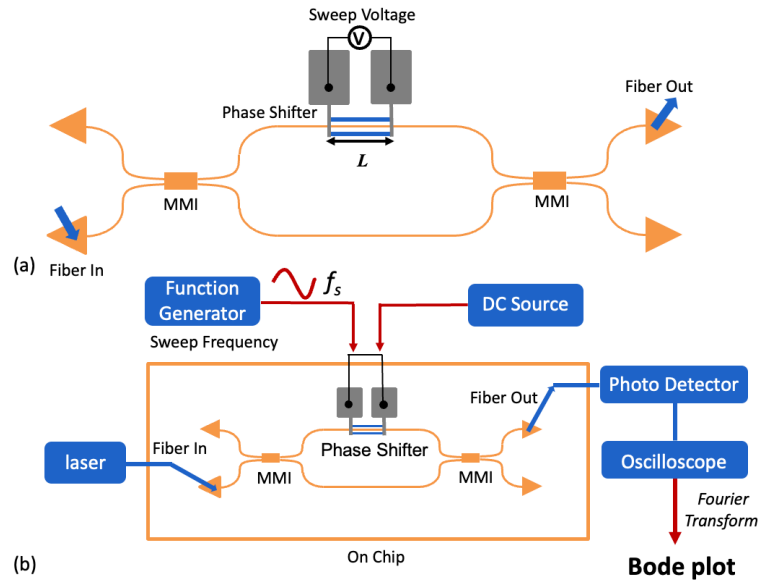 Sweep Voltage
V
Fiber Out
Phase Shifter
L
MMI
MMI
(a)
Fiber In
Function
Generator
fs
DC Source
Sweep Frequency
Photo Detector
Fiber Out
laser
Fiber In
Phase Shifter
MMI
MMI
Oscilloscope
Fourier
Transform
On Chip
(b)
Bode plot